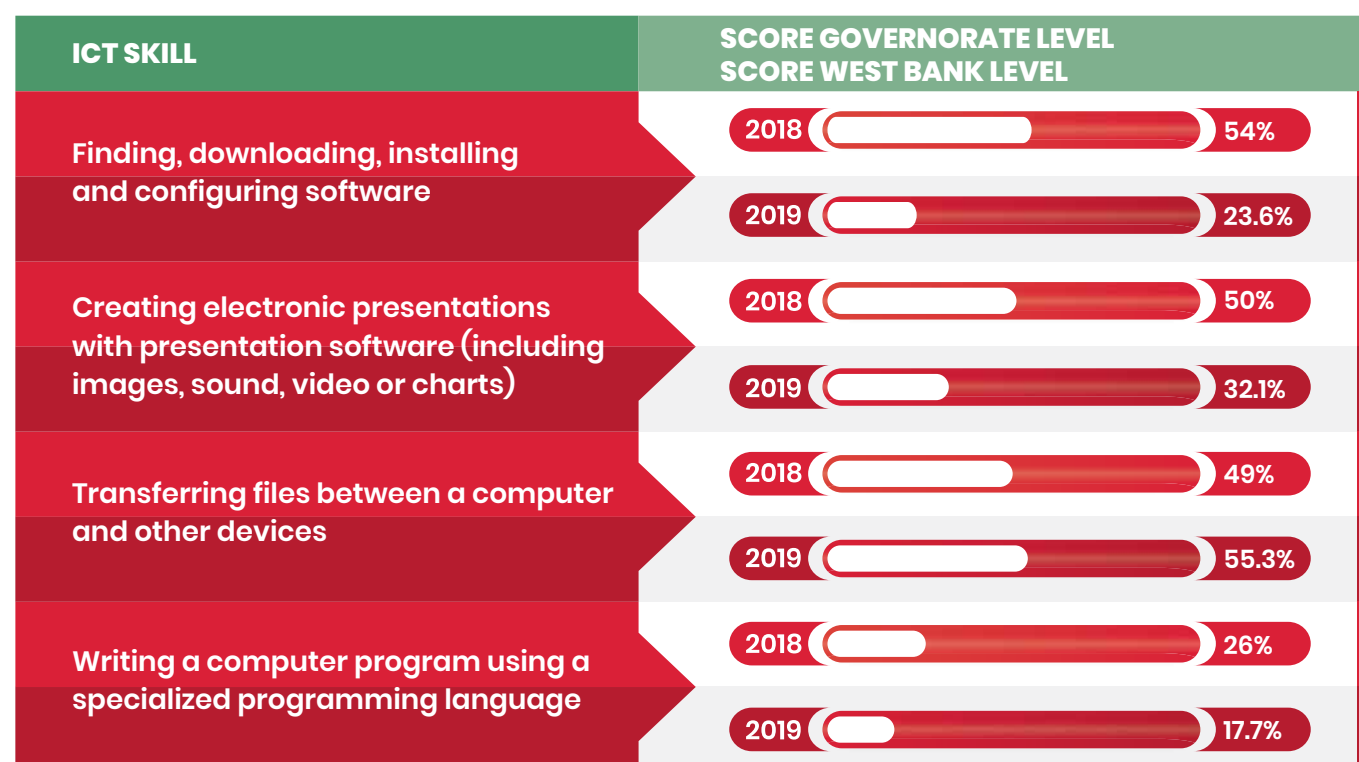 ICT SKILL
SCORE GOVERNORATE LEVEL
SCORE WEST BANK LEVEL
Finding, downloading, installing
and configuring software
2018 54%
2019 23.6%
Creating electronic presentations
with presentation software (including
images, sound, video or charts)
2018 50%
2019 32.1%
Transferring files between a computer
and other devices
2018 49%
2019 55.3%
Writing a computer program using a
specialized programming language
2018 26%
2019 17.7%